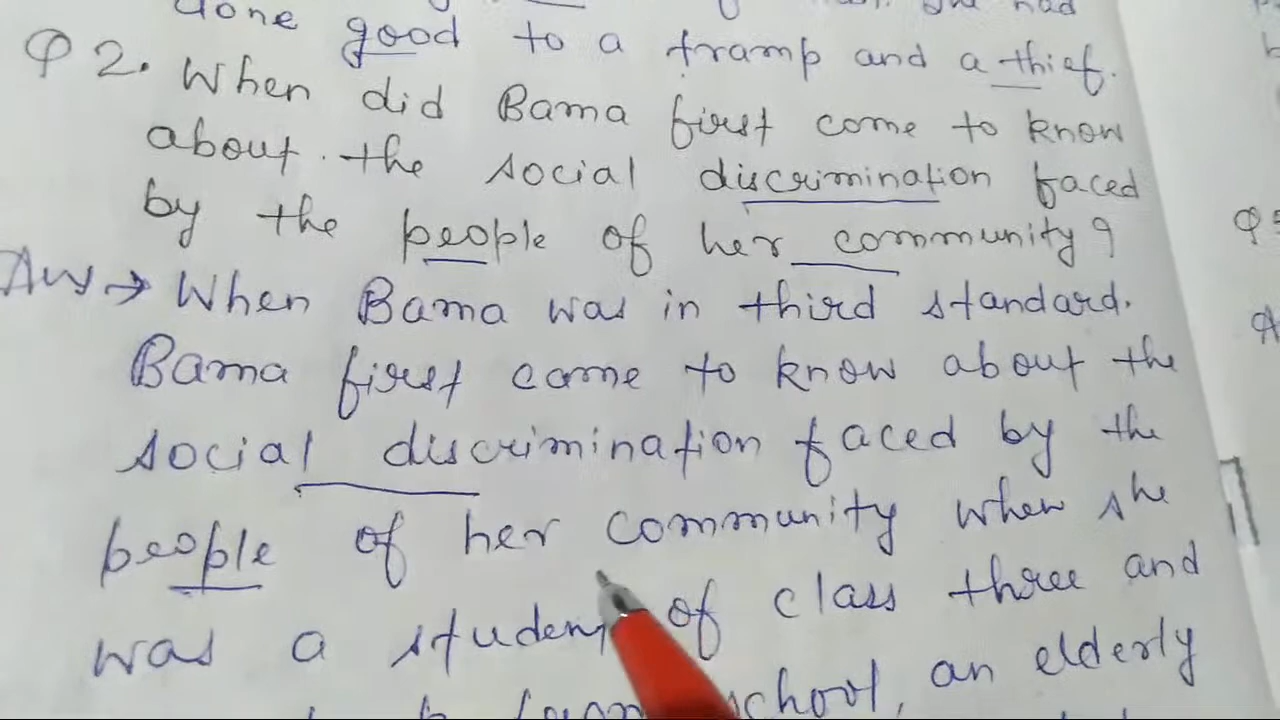 done good to a tramp and a thief.
Q 2. When did Bama first come to know
about the social discrimination faced
by the people of her community?
Ans → When Bama was in third standard.
Bama first came to know about the
social discrimination faced by the
people of her community when she
was a student of class three and
from school, an elderly